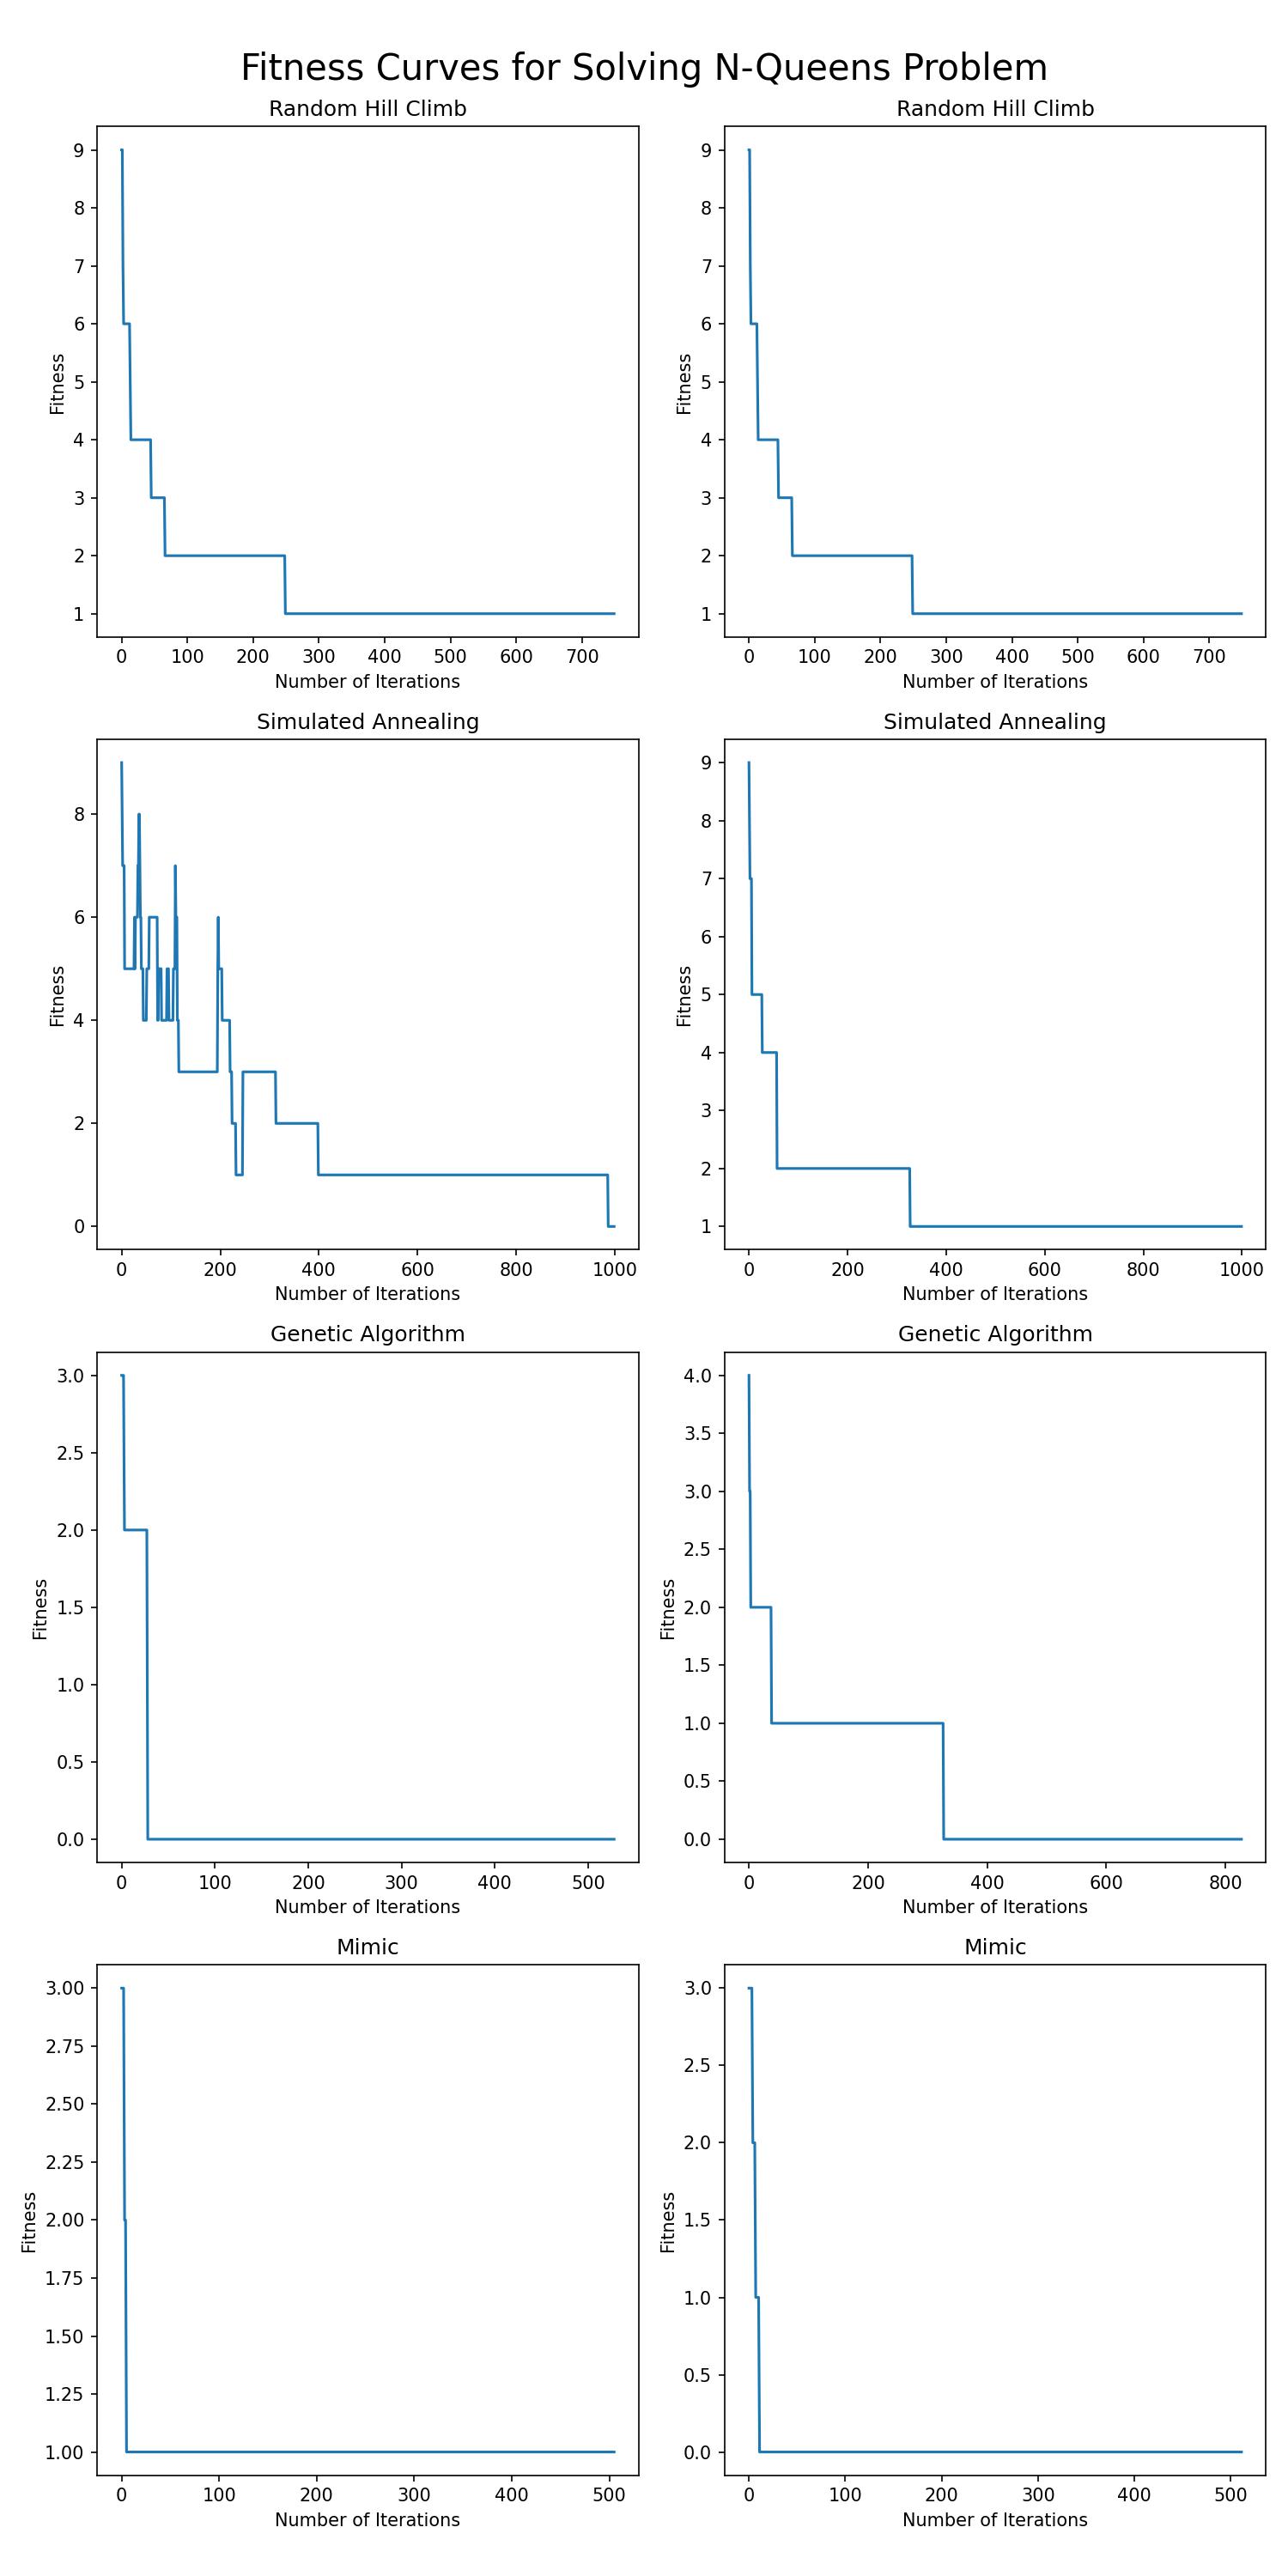 Fitness Curves for Solving N-Queens Problem
Random Hill Climb
9
8
7
6
5
4
3
2
1
Fitness
0 100 200 300 400 500 600 700
Number of Iterations
Random Hill Climb
9
8
7
6
5
4
3
2
1
Fitness
0 100 200 300 400 500 600 700
Number of Iterations
Simulated Annealing
8
6
4
2
0
Fitness
0 200 400 600 800 1000
Number of Iterations
Simulated Annealing
9
8
7
6
5
4
3
2
1
Fitness
0 200 400 600 800 1000
Number of Iterations
Genetic Algorithm
3.0
2.5
2.0
1.5
1.0
0.5
0.0
Fitness
0 100 200 300 400 500
Number of Iterations
Genetic Algorithm
4.0
3.5
3.0
2.5
2.0
1.5
1.0
0.5
0.0
Fitness
0 200 400 600 800
Number of Iterations
Mimic
3.00
2.75
2.50
2.25
2.00
1.75
1.50
1.25
1.00
Fitness
0 100 200 300 400 500
Number of Iterations
Mimic
3.0
2.5
2.0
1.5
1.0
0.5
0.0
Fitness
0 100 200 300 400 500
Number of Iterations